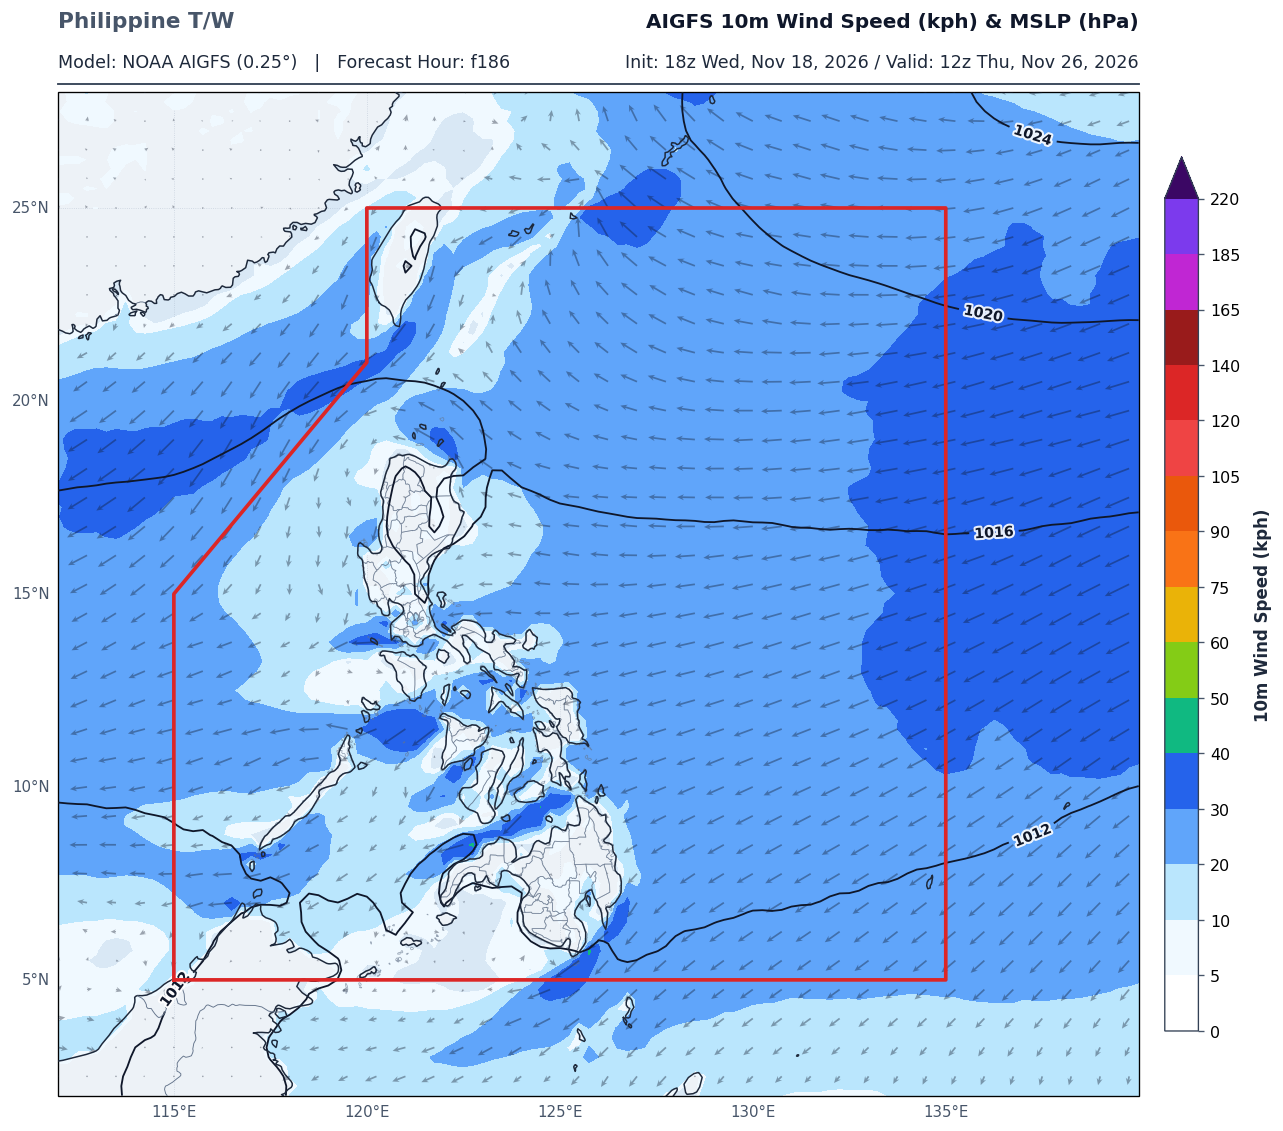 Philippine T/W
AIGFS 10m Wind Speed (kph) & MSLP (hPa)
Model: NOAA AIGFS (0.25°)   |   Forecast Hour: f186
Init: 18z Wed, Nov 18, 2026 / Valid: 12z Thu, Nov 26, 2026
1024
1020
1016
1012
1012
25°N
20°N
15°N
10°N
5°N
115°E
120°E
125°E
130°E
135°E
220
185
165
140
120
105
90
75
60
50
40
30
20
10
5
0
10m Wind Speed (kph)